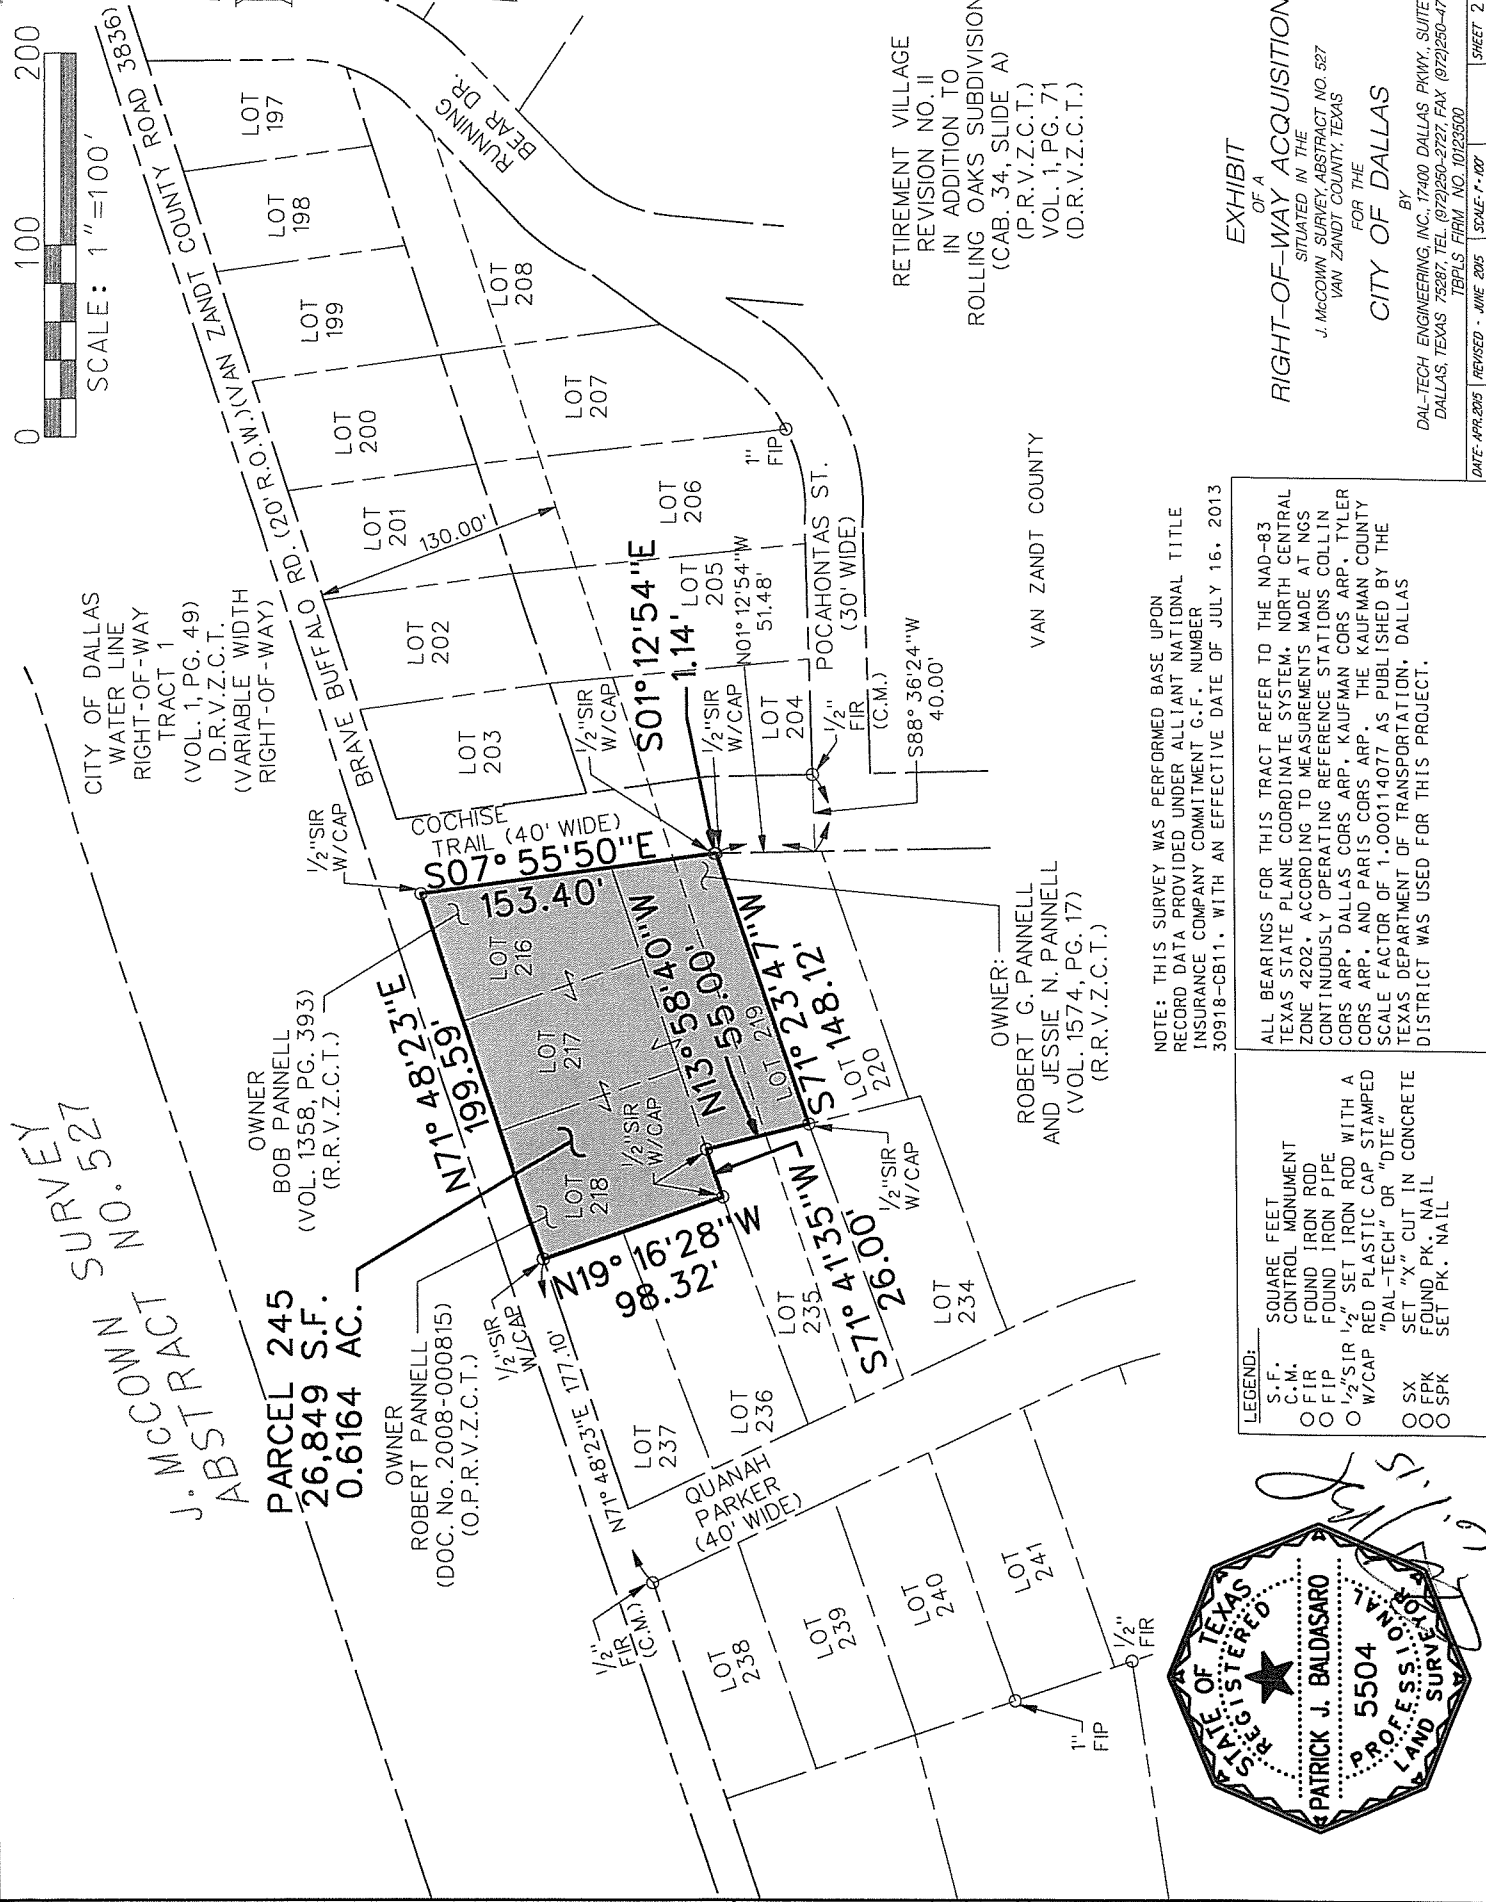 0 100 200
SCALE: 1"=100'
J. MCCOWN SURVEY
ABSTRACT NO. 527
CITY OF DALLAS
WATER LINE
RIGHT-OF-WAY
TRACT 1
(VOL. 1, PG. 49)
D.R.V.Z.C.T.
(VARIABLE WIDTH
RIGHT-OF-WAY)
BRAVE BUFFALO RD. (20' R.O.W.)(VAN ZANDT COUNTY ROAD 3836)
PARCEL 245
26,849 S.F.
0.6164 AC.
OWNER
BOB PANNELL
(VOL. 1358, PG. 393)
(R.R.V.Z.C.T.)
OWNER
ROBERT PANNELL
(DOC. No. 2008-000815)
(O.P.R.V.Z.C.T.)
OWNER:
ROBERT G. PANNELL
AND JESSIE N. PANNELL
(VOL. 1574, PG. 17)
(R.R.V.Z.C.T.)
N71° 48'23"E
199.59'
S07° 55'50"E
153.40'
S01° 12'54"E
1.14'
S71° 23'47"W
148.12'
N13° 58'40"W
55.00'
S71° 41'35"W
26.00'
N19° 16'28"W
98.32'
N71° 48'23"E 177.10'
N01° 12'54"W
51.48'
S88° 36'24"W
40.00'
130.00'
1/2"SIR
W/CAP
1/2"SIR
W/CAP
1/2"SIR
W/CAP
1/2"SIR
W/CAP
1/2"SIR
W/CAP
1/2"SIR
W/CAP
1/2"
FIR
(C.M.)
1/2"
FIR
(C.M.)
1/2"
FIR
1"
FIP
1"
FIP
COCHISE
TRAIL (40' WIDE)
QUANAH
PARKER
(40' WIDE)
POCAHONTAS ST.
(30' WIDE)
RUNNING
BEAR DR.
LOT
197
LOT
198
LOT
199
LOT
200
LOT
201
LOT
202
LOT
203
LOT
204
LOT
205
LOT
206
LOT
207
LOT
208
LOT
216
LOT
217
LOT
218
LOT 219
LOT
220
LOT
234
LOT
235
LOT
236
LOT
237
LOT
238
LOT
239
LOT
240
LOT
241
VAN ZANDT COUNTY
RETIREMENT VILLAGE
REVISION NO. II
IN ADDITION TO
ROLLING OAKS SUBDIVISION
(CAB. 34, SLIDE A)
(P.R.V.Z.C.T.)
VOL. 1, PG. 71
(D.R.V.Z.C.T.)
NOTE: THIS SURVEY WAS PERFORMED BASE UPON
RECORD DATA PROVIDED UNDER ALLIANT NATIONAL TITLE
INSURANCE COMPANY COMMITMENT G.F. NUMBER
30918-CB11, WITH AN EFFECTIVE DATE OF JULY 16, 2013
LEGEND:
S.F. SQUARE FEET
C.M. CONTROL MONUMENT
FIR FOUND IRON ROD
FIP FOUND IRON PIPE
1/2"SIR 1/2" SET IRON ROD WITH A
W/CAP RED PLASTIC CAP STAMPED
"DAL-TECH" OR "DTE"
SX SET "X" CUT IN CONCRETE
FPK FOUND PK. NAIL
SPK SET PK. NAIL
ALL BEARINGS FOR THIS TRACT REFER TO THE NAD-83
TEXAS STATE PLANE COORDINATE SYSTEM, NORTH CENTRAL
ZONE 4202, ACCORDING TO MEASUREMENTS MADE AT NGS
CONTINUOUSLY OPERATING REFERENCE STATIONS COLLIN
CORS ARP, DALLAS CORS ARP, KAUFMAN CORS ARP, TYLER
CORS ARP, AND PARIS CORS ARP. THE KAUFMAN COUNTY
SCALE FACTOR OF 1.000114077 AS PUBLISHED BY THE
TEXAS DEPARTMENT OF TRANSPORTATION, DALLAS
DISTRICT WAS USED FOR THIS PROJECT.
EXHIBIT
OF A
RIGHT-OF-WAY ACQUISITION
SITUATED IN THE
J. McCOWN SURVEY, ABSTRACT NO. 527
VAN ZANDT COUNTY, TEXAS
FOR THE
CITY OF DALLAS
BY
DAL-TECH ENGINEERING, INC., 17400 DALLAS PKWY., SUITE
DALLAS, TEXAS 75287, TEL. (972)250-2727, FAX (972)250-47
TBPLS FIRM NO. 10123500
DATE- APR.2015 REVISED - JUNE 2015 SCALE- 1"=100' SHEET 2
STATE OF TEXAS
REGISTERED
PATRICK J. BALDASARO
5504
PROFESSIONAL
LAND SURVEYOR